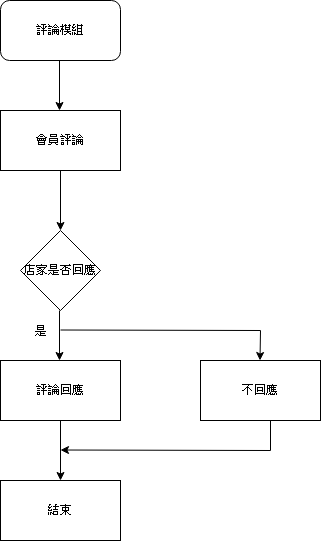 評論模組
會員評論
店家是否回應
是
評論回應
不回應
結束